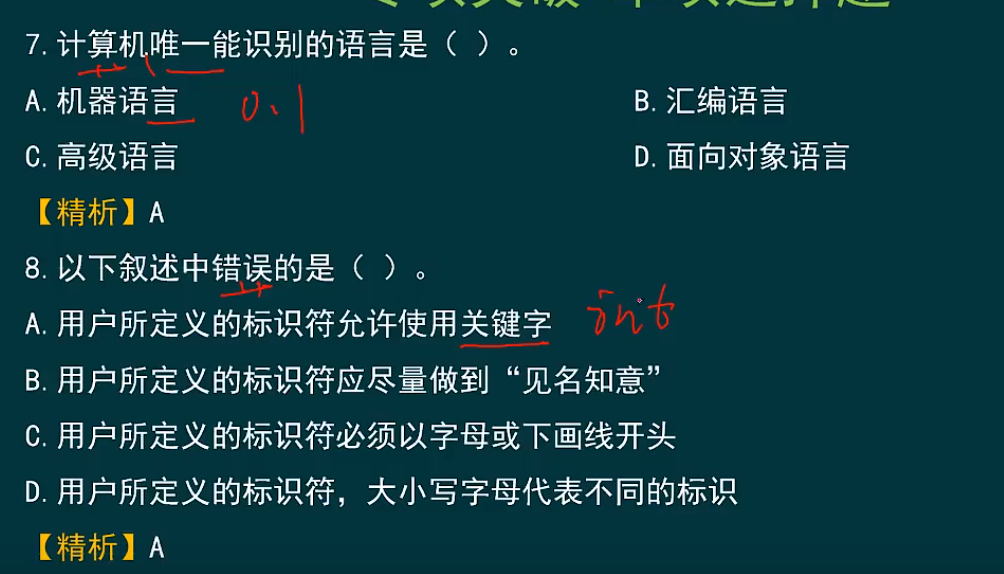 7. 计算机唯一能识别的语言是（ ）。
A. 机器语言 0、1 B. 汇编语言
C. 高级语言 D. 面向对象语言
【精析】A
8. 以下叙述中错误的是（ ）。
A. 用户所定义的标识符允许使用关键字 int
B. 用户所定义的标识符应尽量做到“见名知意”
C. 用户所定义的标识符必须以字母或下画线开头
D. 用户所定义的标识符，大小写字母代表不同的标识
【精析】A